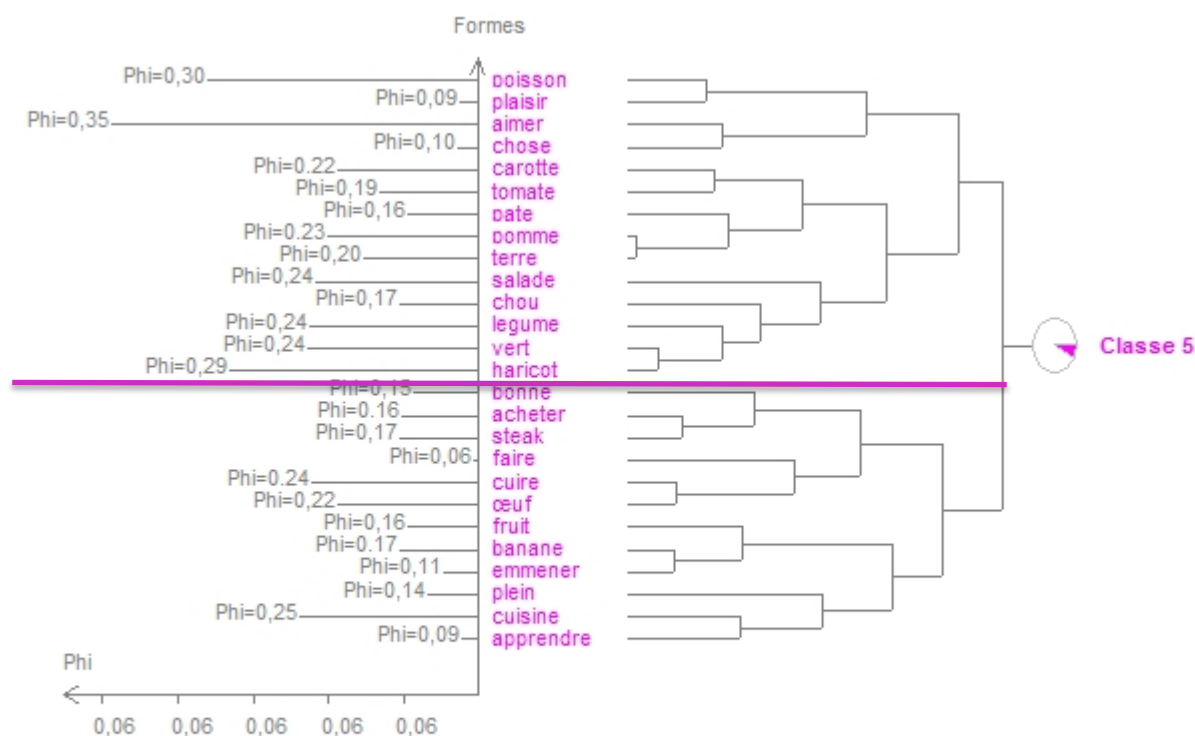 Formes
Phi=0,30 poisson
Phi=0,09 plaisir
Phi=0,35 aimer
Phi=0,10 chose
Phi=0.22 carotte
Phi=0,19 tomate
Phi=0,16 pate
Phi=0.23 pomme
Phi=0,20 terre
Phi=0,24 salade
Phi=0,17 chou
Phi=0,24 legume
Phi=0,24 vert
Classe 5
Phi=0,29 haricot
Phi=0,15 bonne
Phi=0.16 acheter
Phi=0,17 steak
Phi=0,06 faire
Phi=0.24 cuire
Phi=0,22 œuf
Phi=0,16 fruit
Phi=0.17 banane
Phi=0,11 emmener
Phi=0,14 plein
Phi=0,25 cuisine
Phi=0,09 apprendre
Phi
0,06 0,06 0,06 0,06 0,06